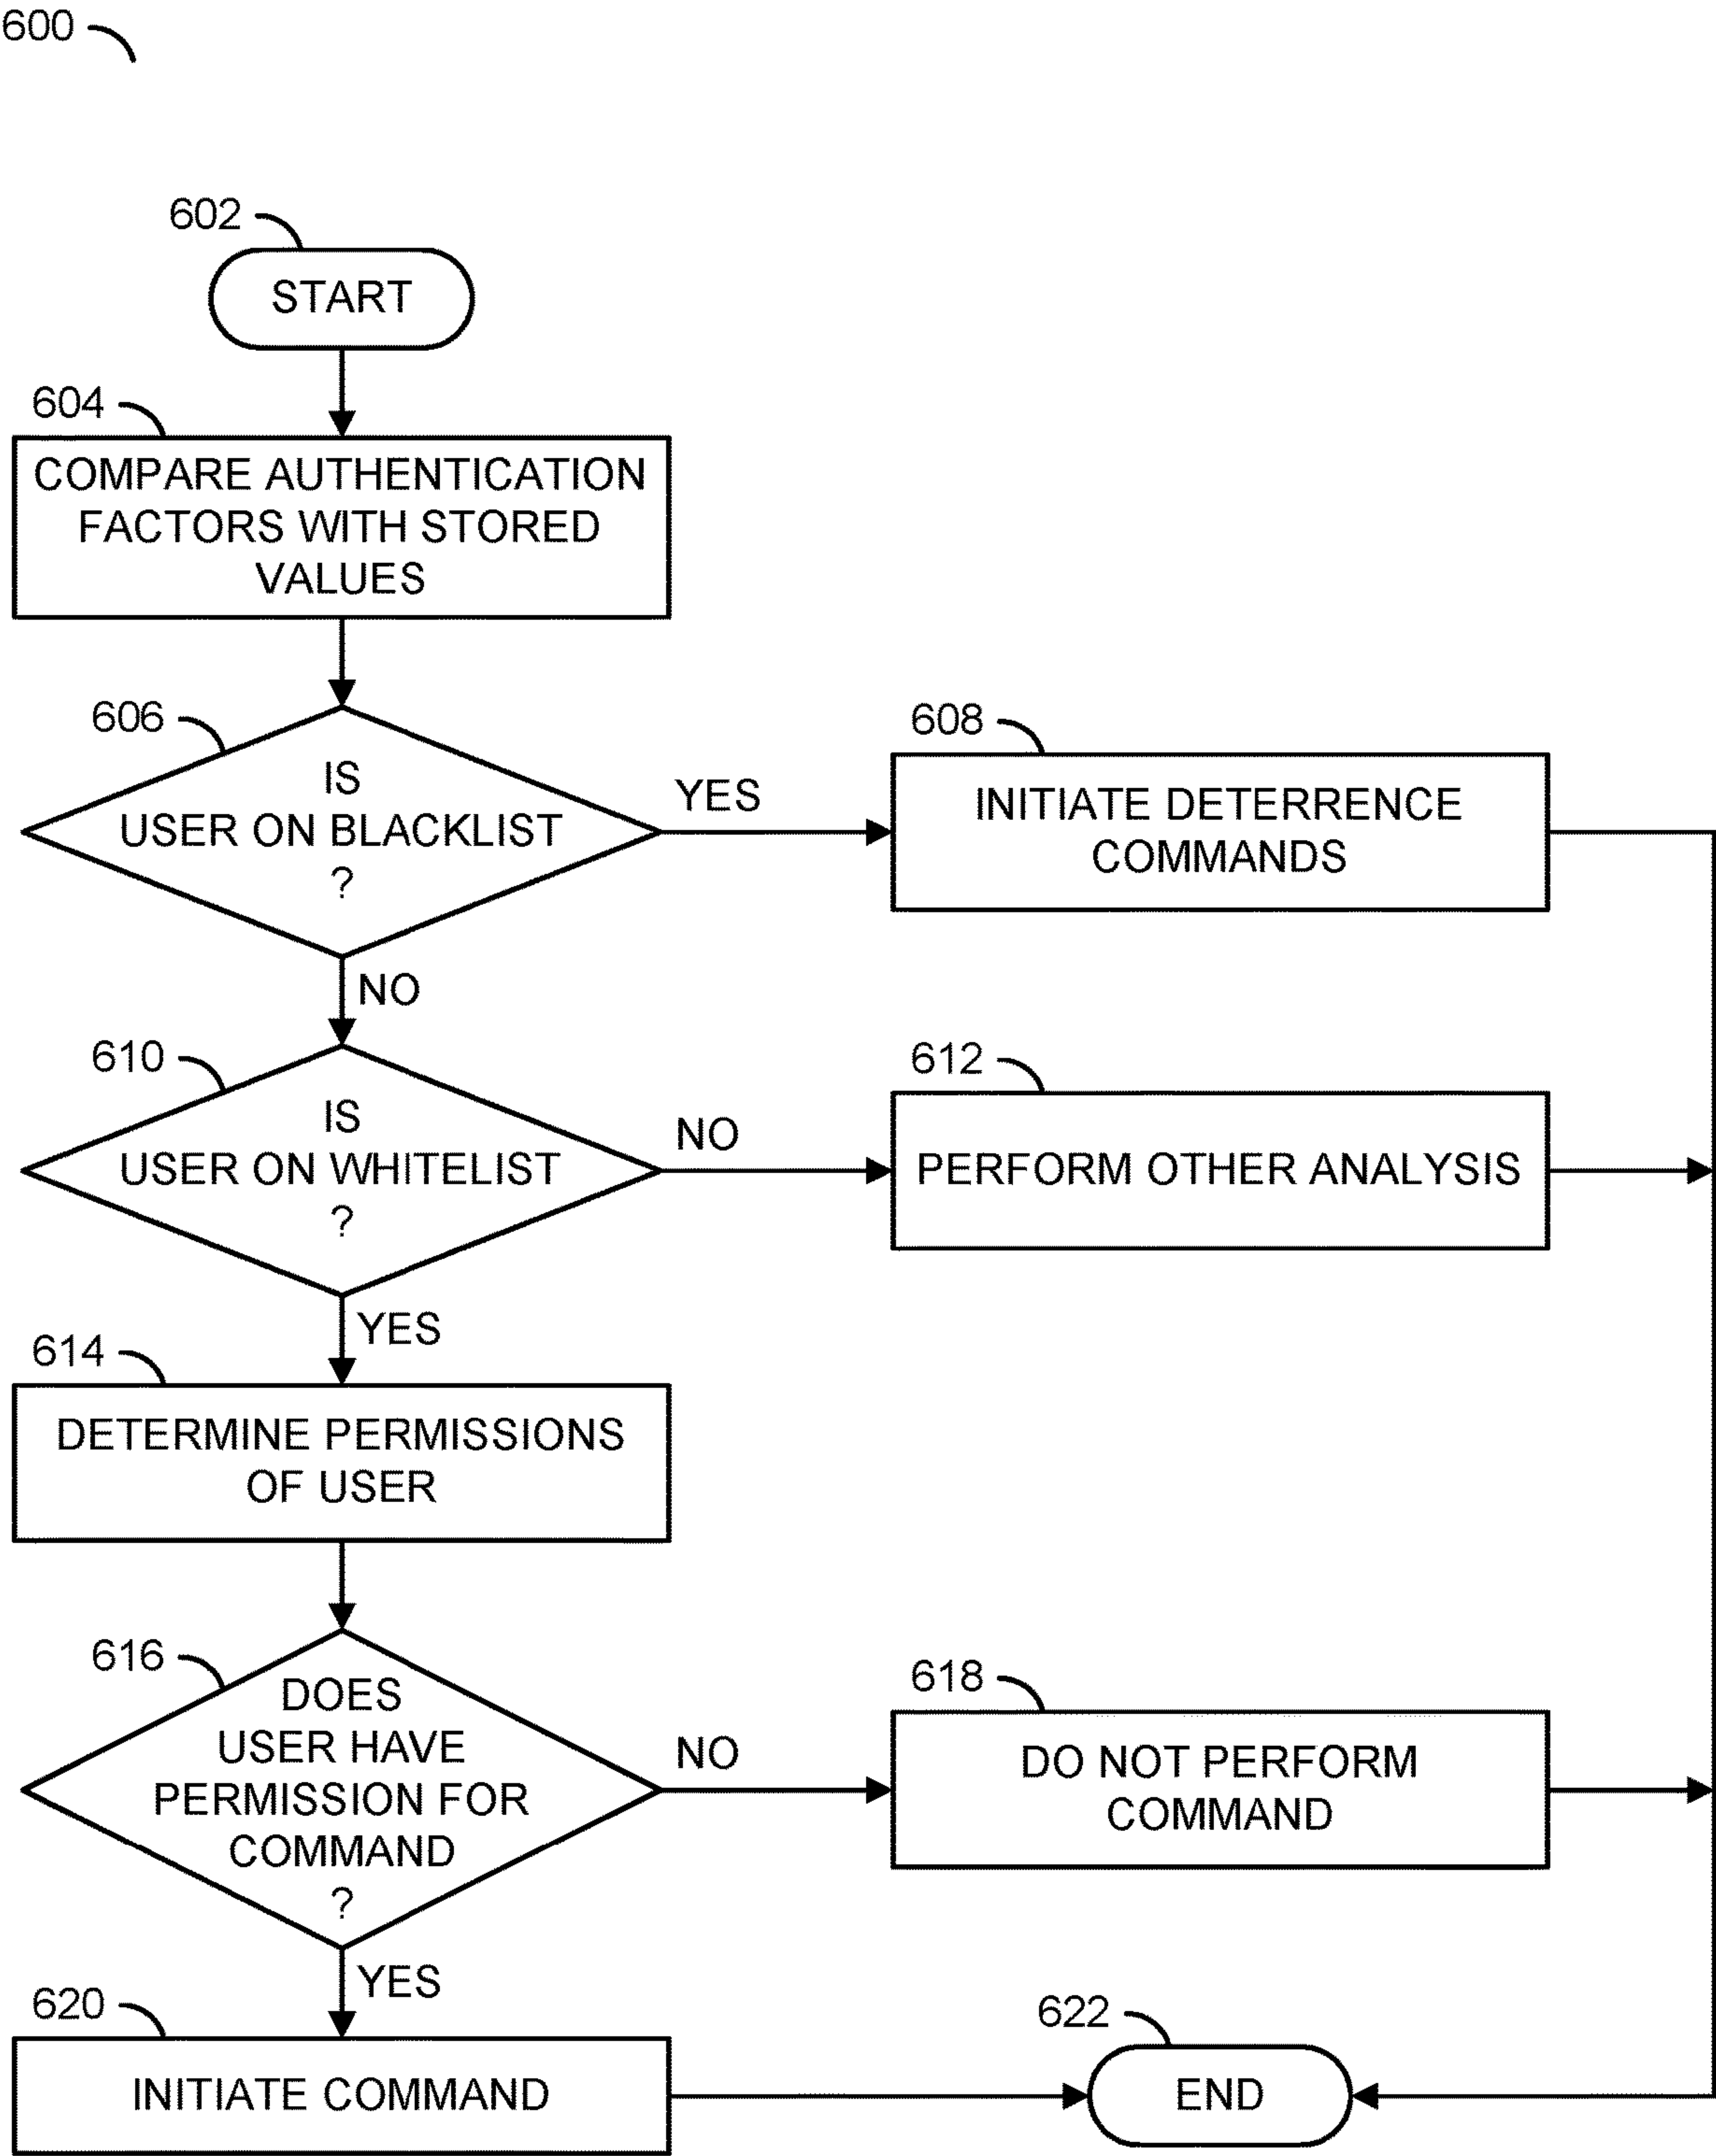 600
602
START
604
COMPARE AUTHENTICATION
FACTORS WITH STORED
VALUES
606
IS
USER ON BLACKLIST
?
YES
608
INITIATE DETERRENCE
COMMANDS
NO
610
IS
USER ON WHITELIST
?
NO
612
PERFORM OTHER ANALYSIS
YES
614
DETERMINE PERMISSIONS
OF USER
616
DOES
USER HAVE
PERMISSION FOR
COMMAND
?
NO
618
DO NOT PERFORM
COMMAND
YES
620
INITIATE COMMAND
622
END